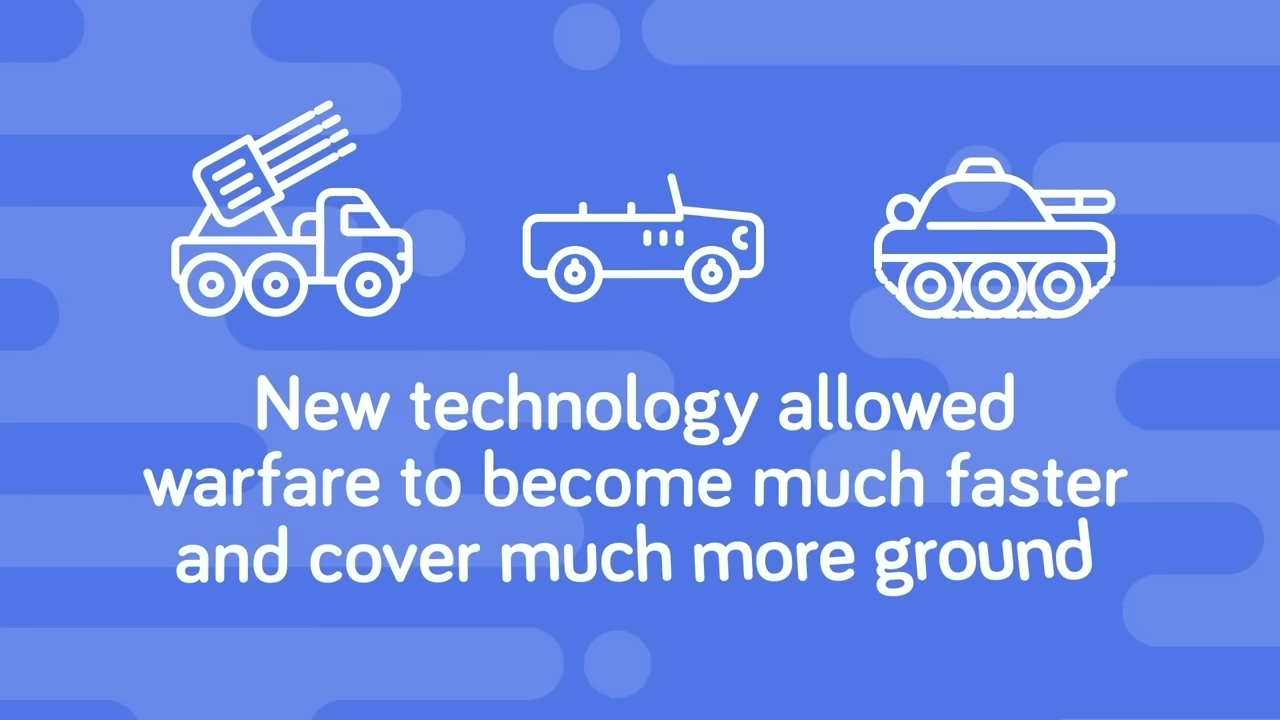 New technology allowed
warfare to become much faster
and cover much more ground